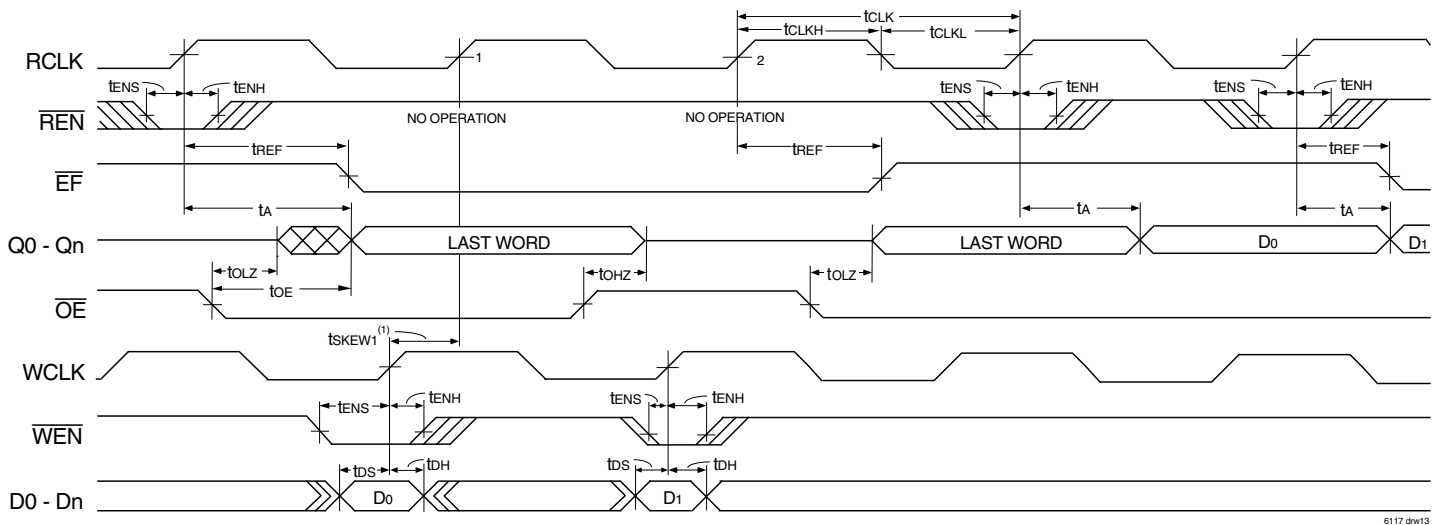 tCLK
tCLKH tCLKL
RCLK 1 2
tENS tENH tENS tENH tENS tENH
REN NO OPERATION NO OPERATION
tREF tREF tREF
EF
tA tA tA
Q0 - Qn LAST WORD LAST WORD D0 D1
tOLZ tOHZ tOLZ
tOE
OE
tSKEW1(1)
WCLK
tENS tENH tENS tENH
WEN
tDS tDH tDS tDH
D0 - Dn D0 D1
6117 drw13